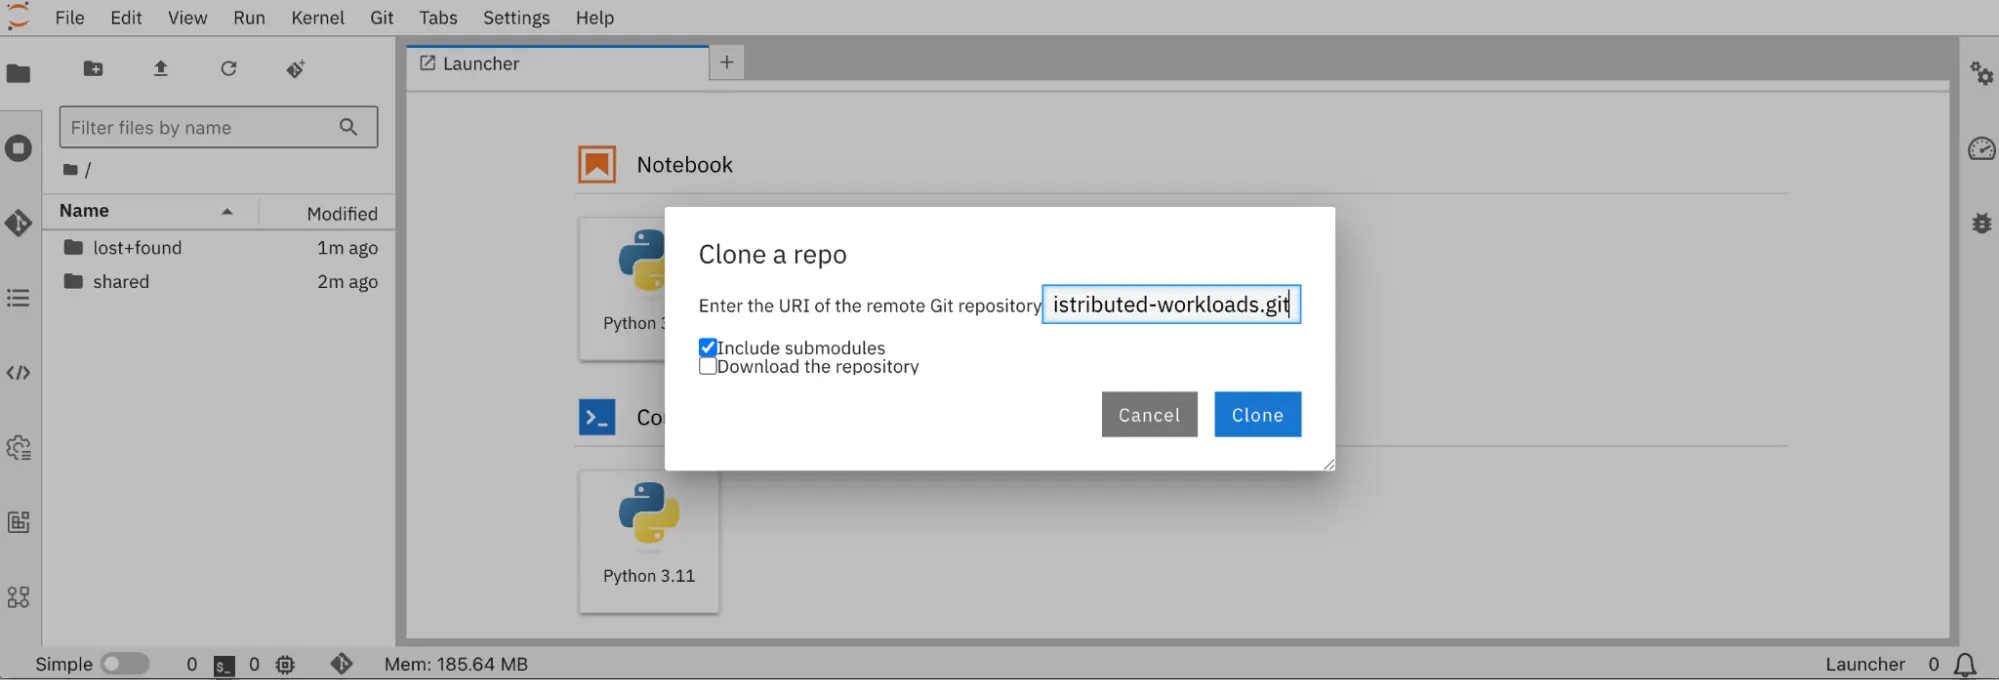 File Edit View Run Kernel Git Tabs Settings Help
Launcher
Filter files by name
/
Name Modified
lost+found 1m ago
shared 2m ago
Notebook
Python 3
Clone a repo
Enter the URI of the remote Git repository istributed-workloads.git
Include submodules
Download the repository
Cancel Clone
Co
Python 3.11
Simple 0 $_ 0 Mem: 185.64 MB Launcher 0